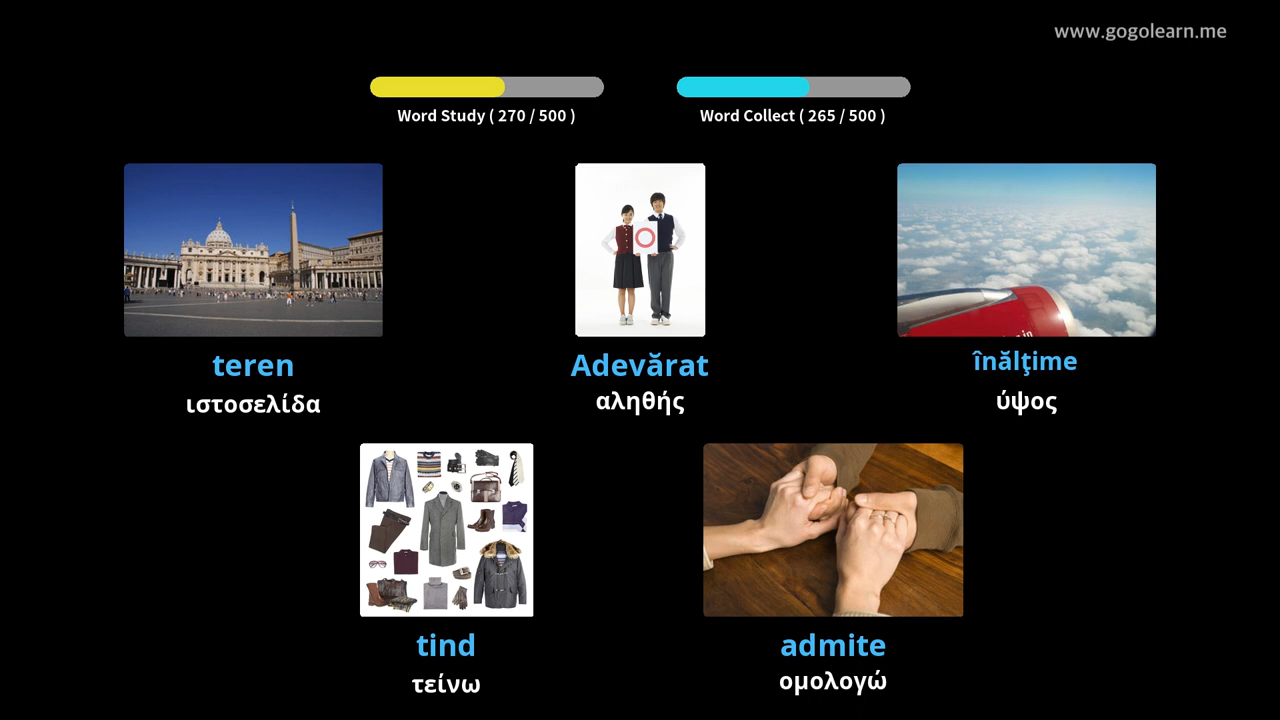 www.gogolearn.me
Word Study ( 270 / 500 )
Word Collect ( 265 / 500 )
teren
ιστοσελίδα
Adevărat
αληθής
înălţime
ύψος
tind
τείνω
admite
ομολογώ